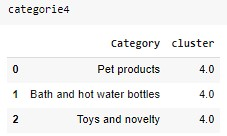 categorie4
Category cluster
0 Pet products 4.0
1 Bath and hot water bottles 4.0
2 Toys and novelty 4.0